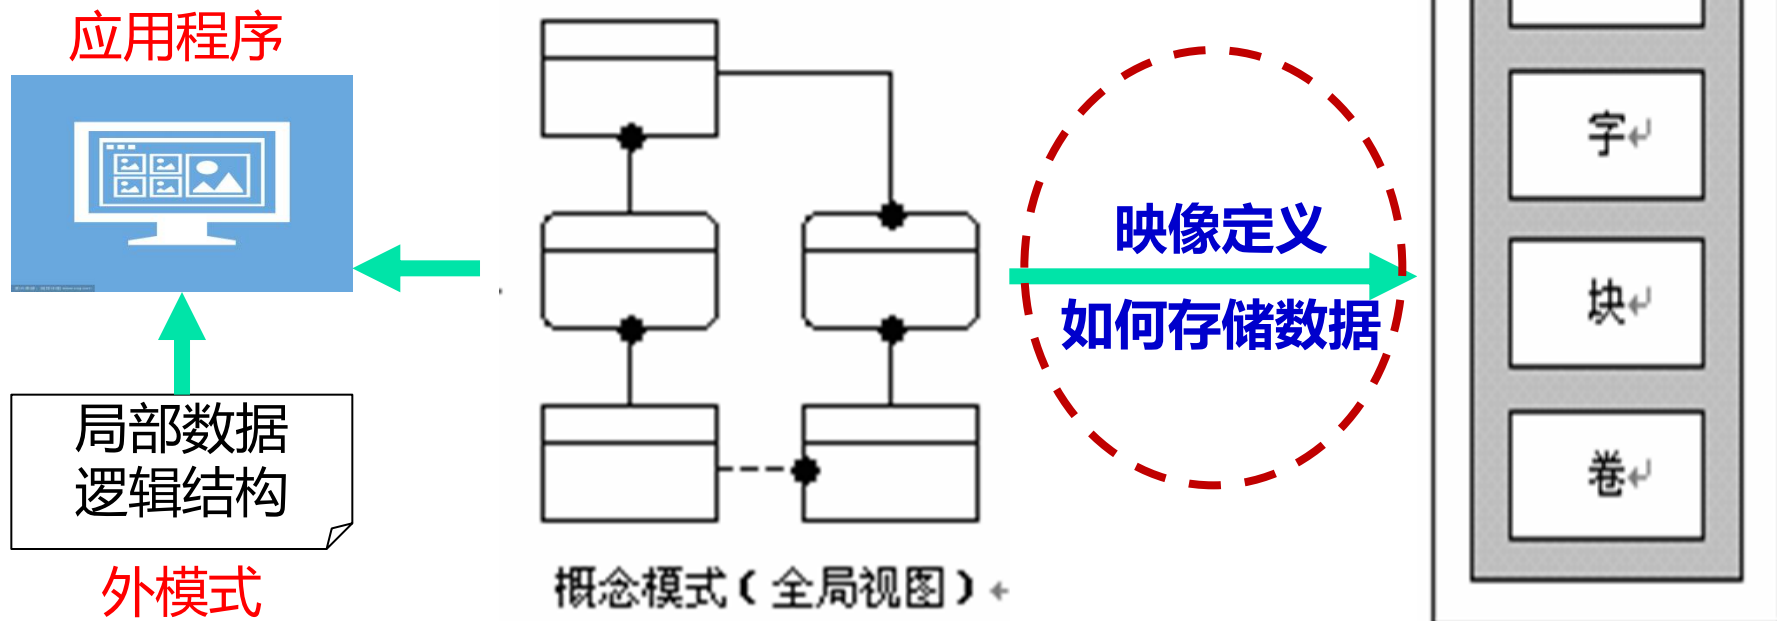 应用程序
局部数据
逻辑结构
外模式
概念模式(全局视图)
映像定义
如何存储数据
字
块
卷